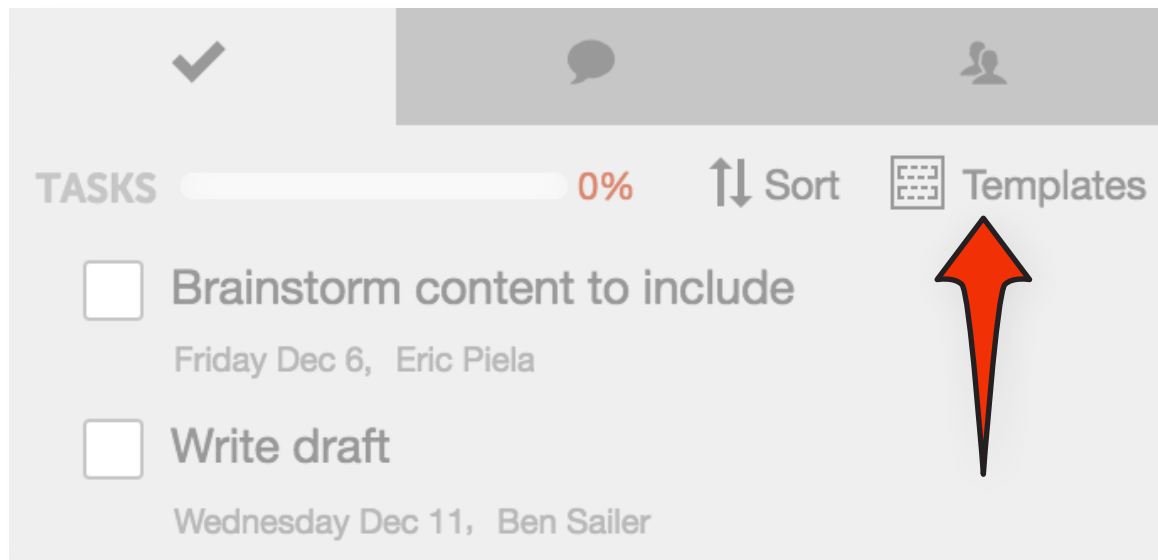 TASKS 0% Sort Templates
Brainstorm content to include
Friday Dec 6, Eric Piela
Write draft
Wednesday Dec 11, Ben Sailer